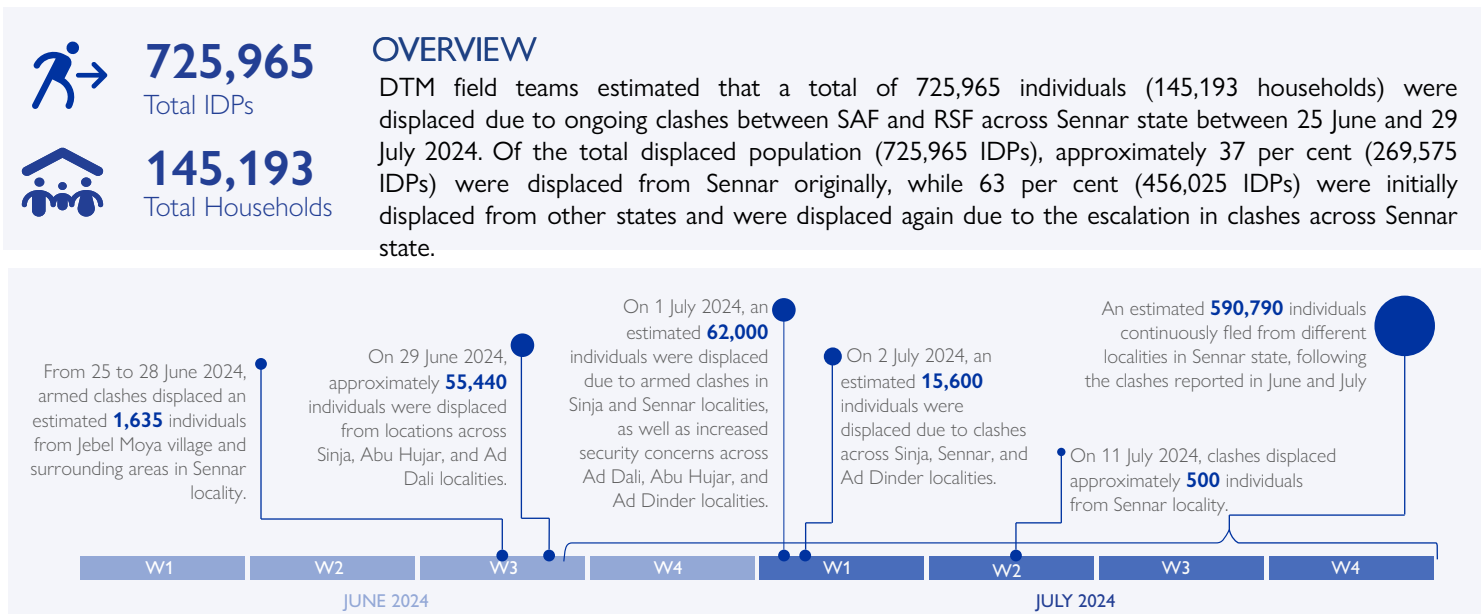 725,965
Total IDPs
145,193
Total Households
OVERVIEW
DTM field teams estimated that a total of 725,965 individuals (145,193 households) were
displaced due to ongoing clashes between SAF and RSF across Sennar state between 25 June and 29
July 2024. Of the total displaced population (725,965 IDPs), approximately 37 per cent (269,575
IDPs) were displaced from Sennar originally, while 63 per cent (456,025 IDPs) were initially
displaced from other states and were displaced again due to the escalation in clashes across Sennar
state.
From 25 to 28 June 2024,
armed clashes displaced an
estimated 1,635 individuals
from Jebel Moya village and
surrounding areas in Sennar
locality.
On 29 June 2024,
approximately 55,440
individuals were displaced
from locations across
Sinja, Abu Hujar, and Ad
Dali localities.
On 1 July 2024, an
estimated 62,000
individuals were displaced
due to armed clashes in
Sinja and Sennar localities,
as well as increased
security concerns across
Ad Dali, Abu Hujar, and
Ad Dinder localities.
On 2 July 2024, an
estimated 15,600
individuals were
displaced due to clashes
across Sinja, Sennar, and
Ad Dinder localities.
On 11 July 2024, clashes displaced
approximately 500 individuals
from Sennar locality.
An estimated 590,790 individuals
continuously fled from different
localities in Sennar state, following
the clashes reported in June and July
W1
W2
W3
W4
W1
W2
W3
W4
JUNE 2024
JULY 2024